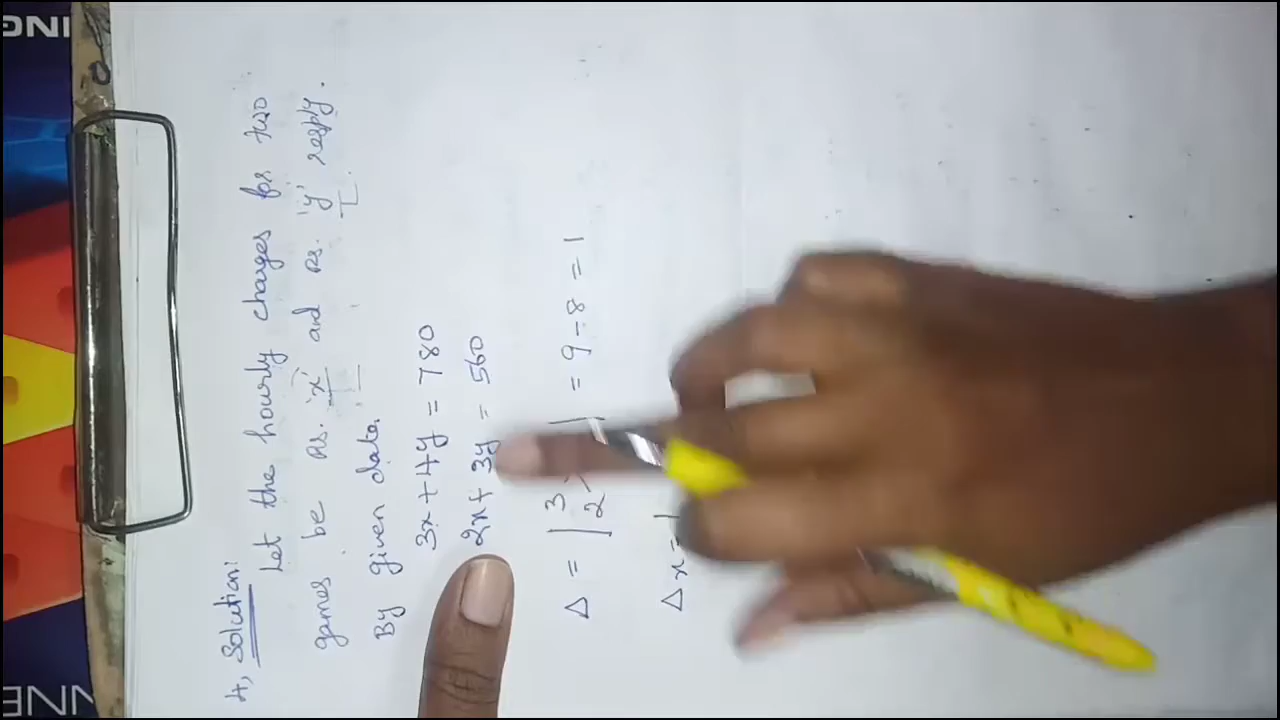 4, Solution:
Let the hourly charges for two
games be Rs. 'x' and Rs. 'y' resply.
By given data.
3x + 4y = 780
2x + 3y = 560
Δ = | 3
2 | = 9 - 8 = 1
Δx = |